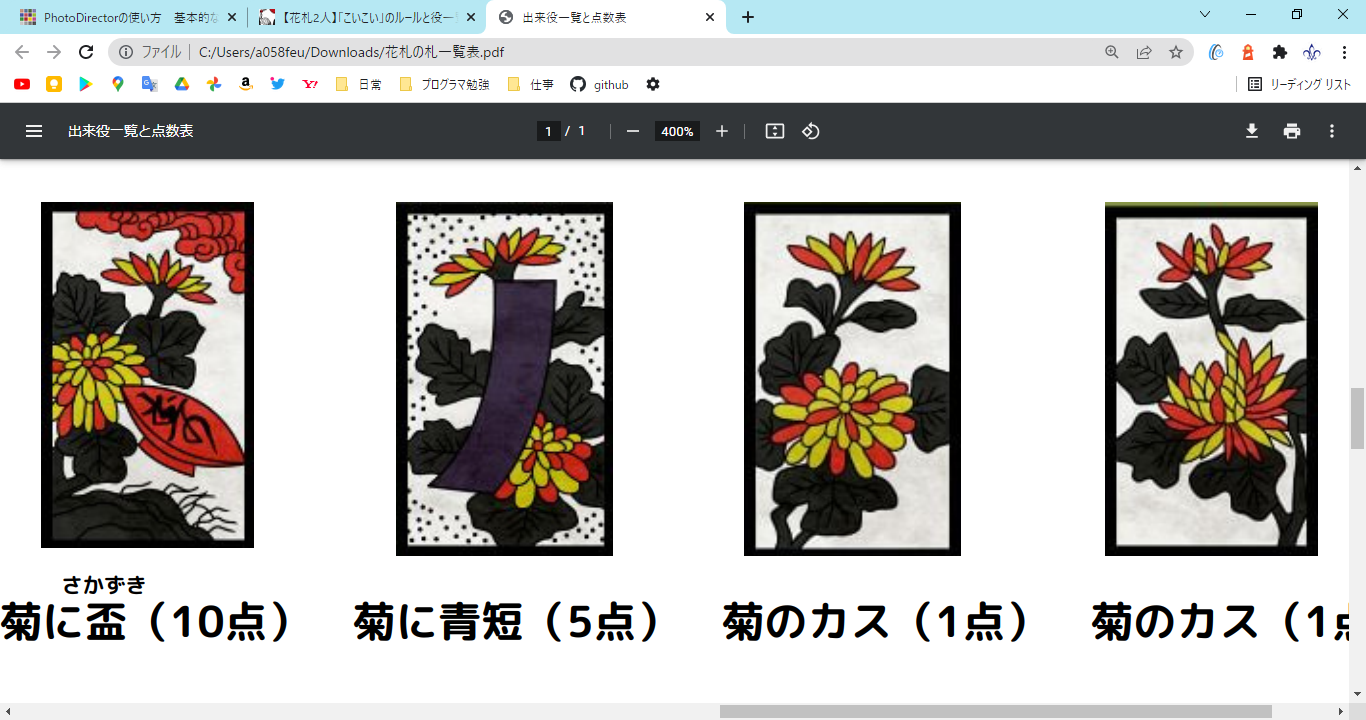 PhotoDirectorの使い方　基本的な
【花札2人】「こいこい」のルールと役一
出来役一覧と点数表
ファイル
C:/Users/a058feu/Downloads/花札の札一覧表.pdf
日常
プログラマ勉強
仕事
github
リーディング リスト
出来役一覧と点数表
1 / 1
400%
さかずき
菊に盃（10点）
菊に青短（5点）
菊のカス（1点）
菊のカス（1点